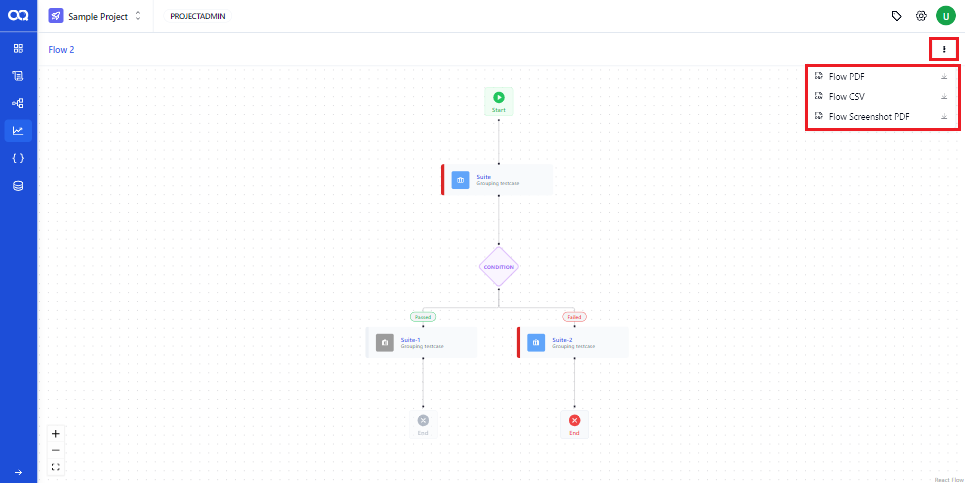 Sample Project
PROJECTADMIN
U
Flow 2
Flow PDF
Flow CSV
Flow Screenshot PDF
Start
Suite
Grouping testcase
CONDITION
Passed
Failed
Suite-1
Grouping testcase
Suite-2
Grouping testcase
End
End
React Flow